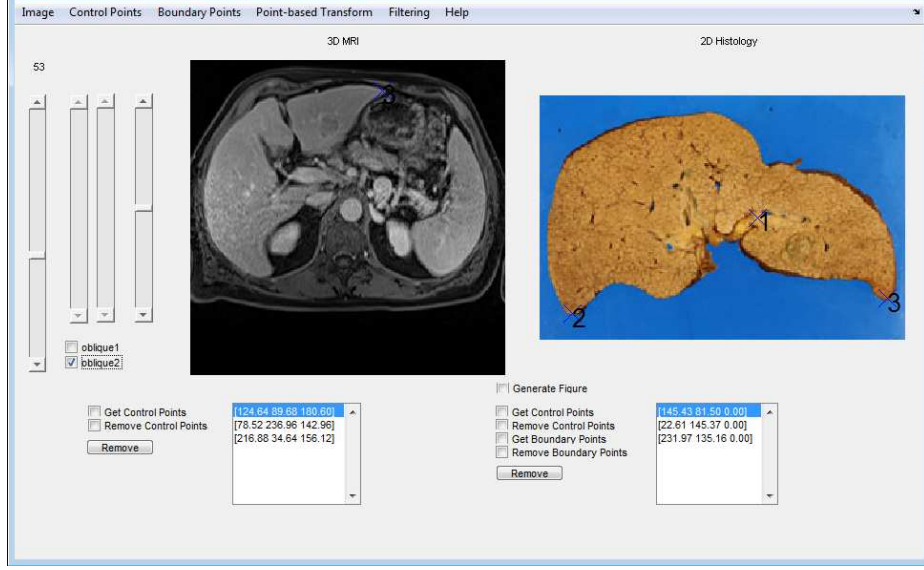 Image Control Points Boundary Points Point-based Transform Filtering Help
3D MRI 2D Histology
53
3
1
2
3
oblique1
oblique2
Generate Figure
Get Control Points
Remove Control Points
Remove
[124.64 89.68 180.60]
[78.52 236.96 142.96]
[216.88 34.64 156.12]
Get Control Points
Remove Control Points
Get Boundary Points
Remove Boundary Points
Remove
[145.43 81.50 0.00]
[22.61 145.37 0.00]
[231.97 135.16 0.00]